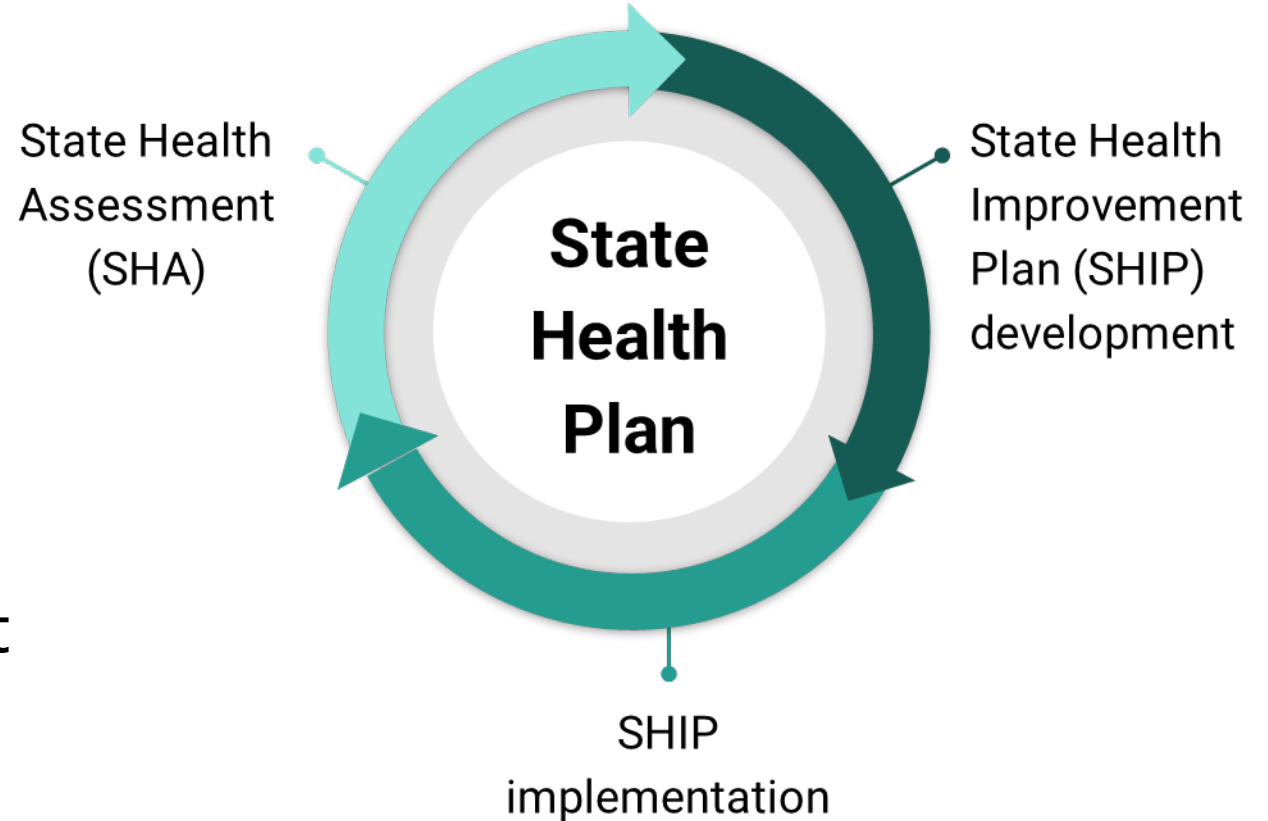 State Health
Assessment
(SHA)
State Health
Improvement
Plan (SHIP)
development
State
Health
Plan
t
SHIP
implementation